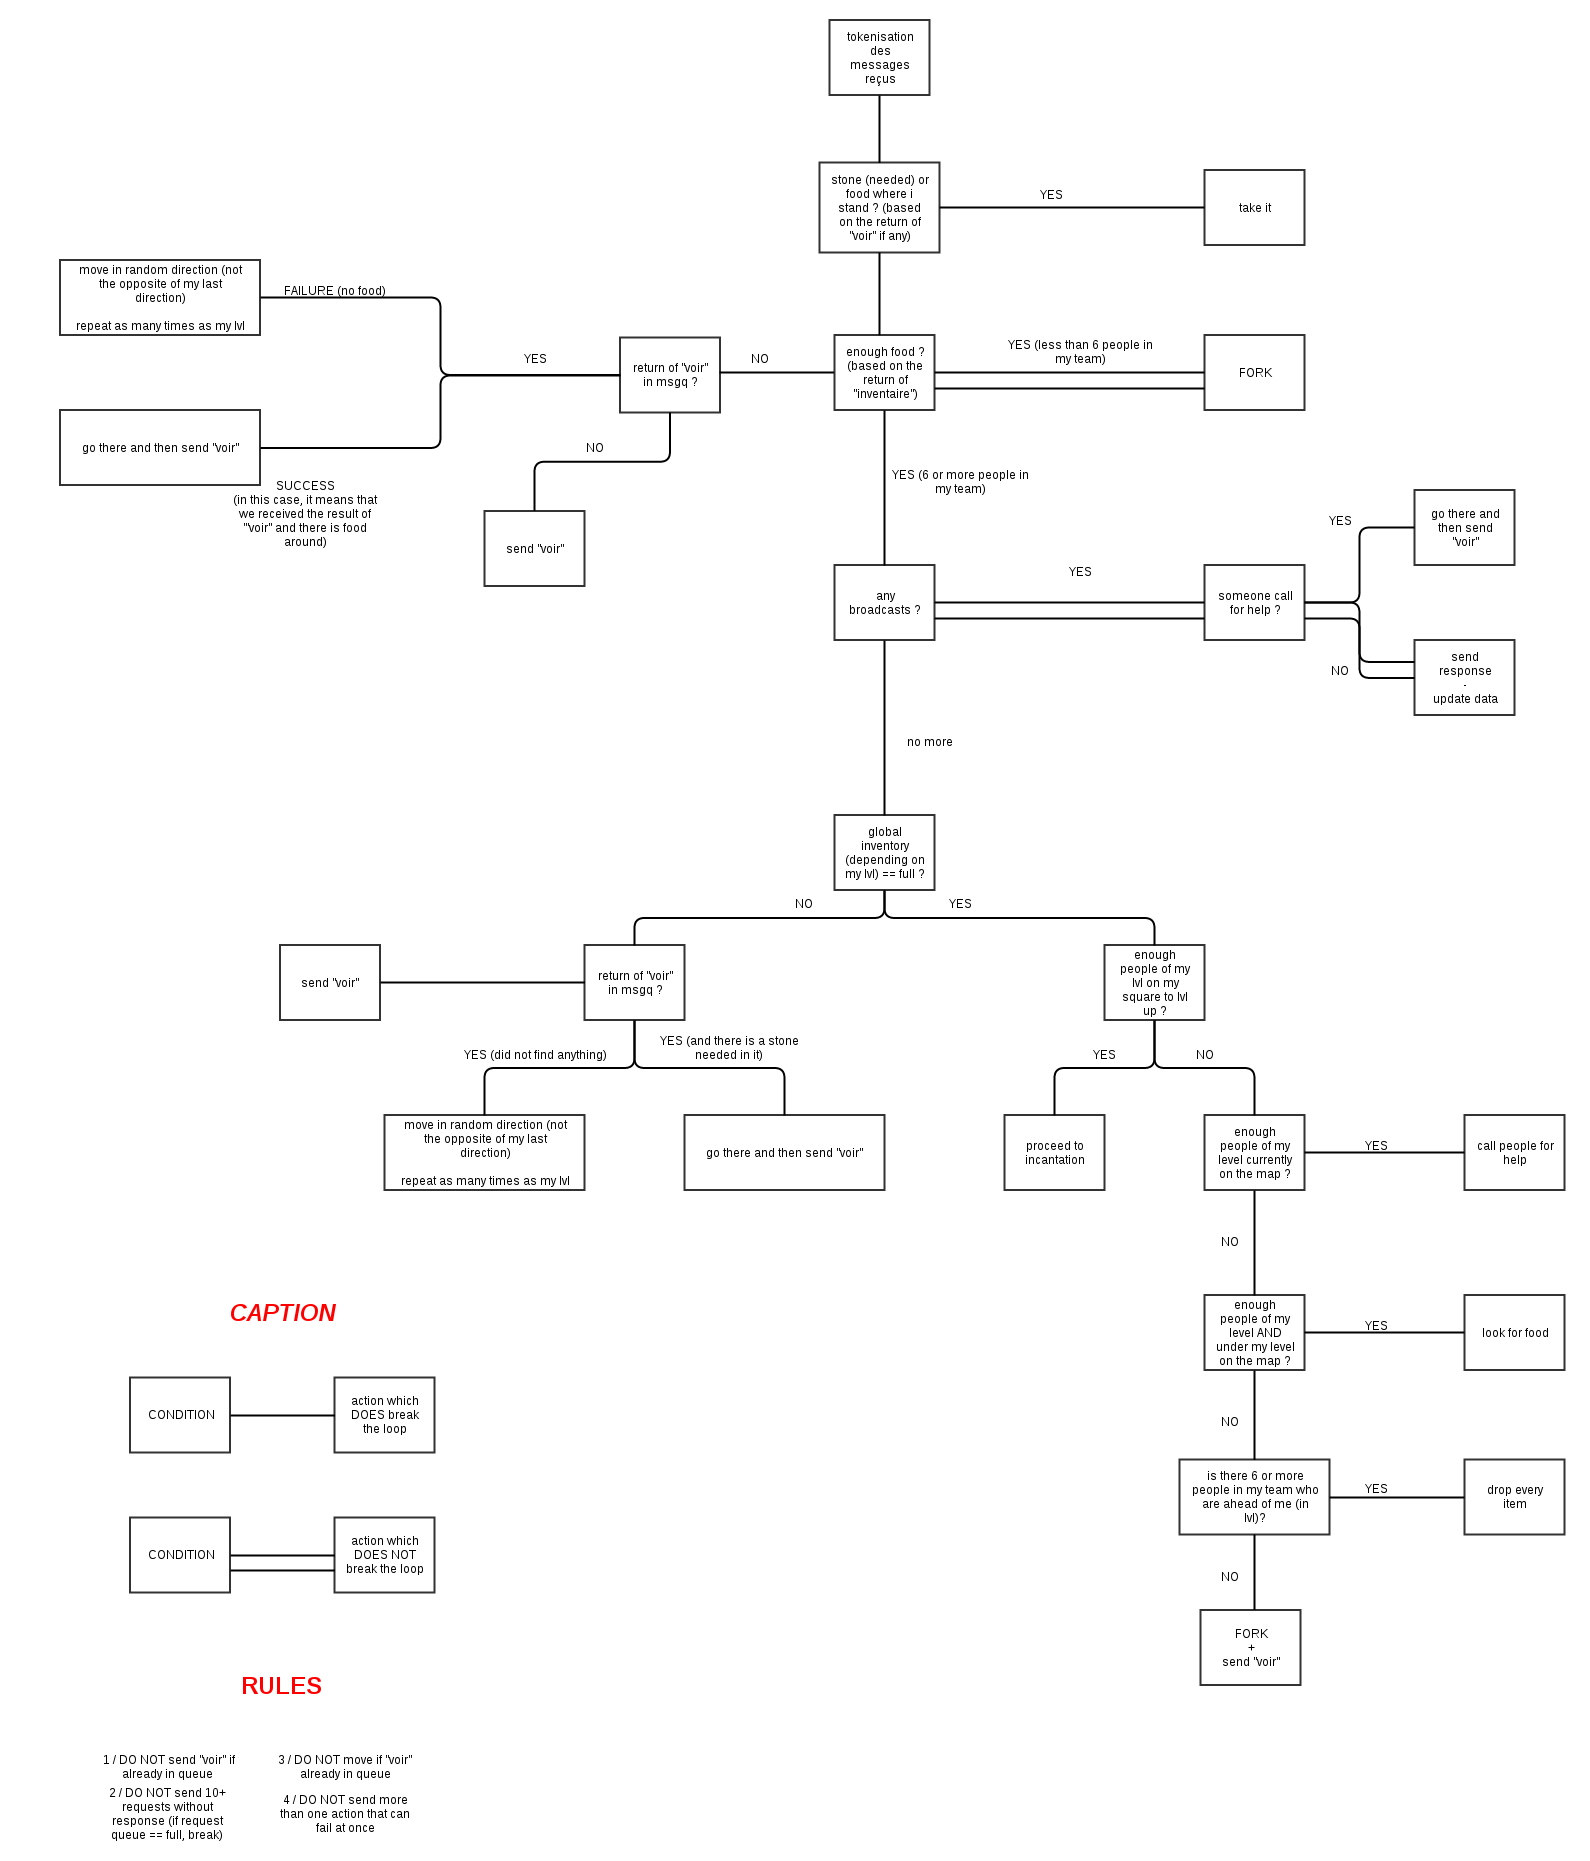 tokenisation
des
messages
reçus
stone (needed) or
food where i
stand ? (based
on the return of
"voir" if any)
YES
take it
move in random direction (not
the opposite of my last
direction)
repeat as many times as my lvl
FAILURE (no food)
YES
return of "voir"
in msgq ?
NO
enough food ?
(based on the
return of
"inventaire")
YES (less than 6 people in
my team)
FORK
go there and then send "voir"
NO
SUCCESS
(in this case, it means that
we received the result of
"voir" and there is food
around)
send "voir"
YES (6 or more people in
my team)
any
broadcasts ?
YES
someone call
for help ?
YES
go there and
then send
"voir"
NO
send
response
-
update data
no more
global
inventory
(depending on
my lvl) == full ?
NO
YES
send "voir"
return of "voir"
in msgq ?
enough
people of my
lvl on my
square to lvl
up ?
YES (did not find anything)
YES (and there is a stone
needed in it)
YES
NO
move in random direction (not
the opposite of my last
direction)
repeat as many times as my lvl
go there and then send "voir"
proceed to
incantation
enough
people of my
level currently
on the map ?
YES
call people for
help
NO
enough
people of my
level AND
under my level
on the map ?
YES
look for food
NO
is there 6 or more
people in my team who
are ahead of me (in
lvl)?
YES
drop every
item
NO
FORK
+
send "voir"
CAPTION
CONDITION
action which
DOES break
the loop
CONDITION
action which
DOES NOT
break the loop
RULES
1 / DO NOT send "voir" if
already in queue
2 / DO NOT send 10+
requests without
response (if request
queue == full, break)
3 / DO NOT move if "voir"
already in queue
4 / DO NOT send more
than one action that can
fail at once